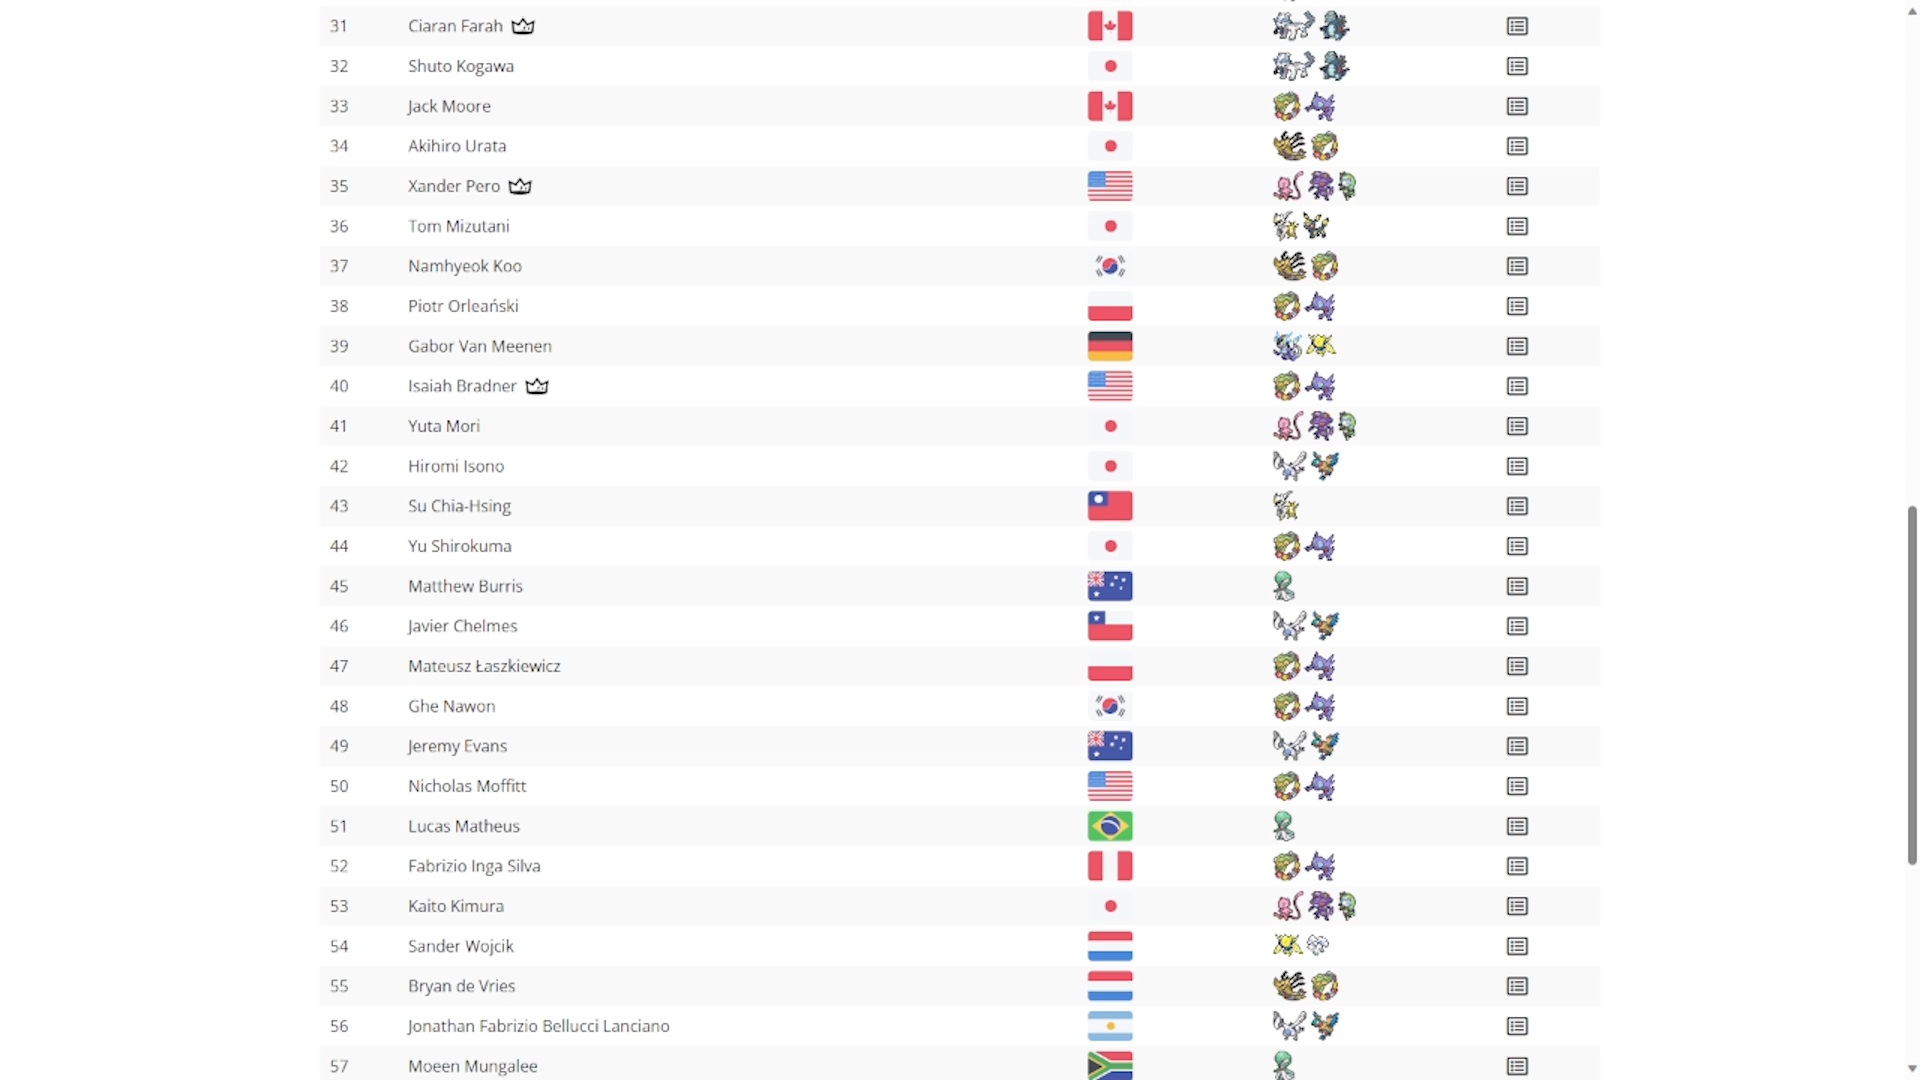 31 Ciaran Farah
32 Shuto Kogawa
33 Jack Moore
34 Akihiro Urata
35 Xander Pero
36 Tom Mizutani
37 Namhyeok Koo
38 Piotr Orleański
39 Gabor Van Meenen
40 Isaiah Bradner
41 Yuta Mori
42 Hiromi Isono
43 Su Chia-Hsing
44 Yu Shirokuma
45 Matthew Burris
46 Javier Chelmes
47 Mateusz Łaszkiewicz
48 Ghe Nawon
49 Jeremy Evans
50 Nicholas Moffitt
51 Lucas Matheus
52 Fabrizio Inga Silva
53 Kaito Kimura
54 Sander Wojcik
55 Bryan de Vries
56 Jonathan Fabrizio Bellucci Lanciano
57 Moeen Mungalee